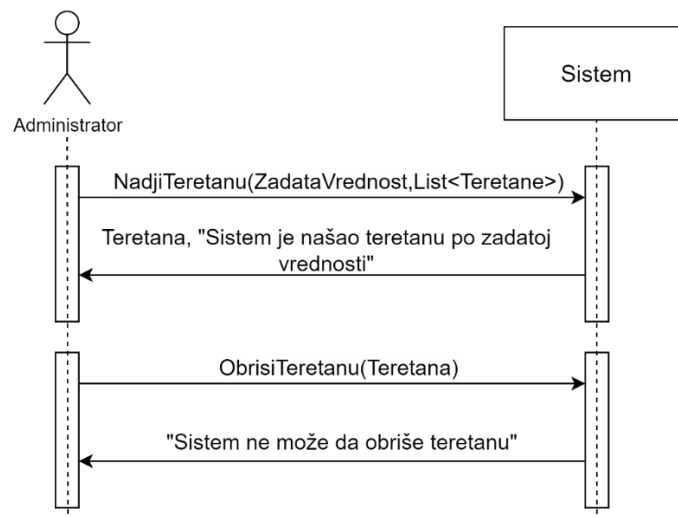 Sistem
Administrator
NadjiTeretanu(ZadataVrednost,List<Teretane>)
Teretana, "Sistem je našao teretanu po zadatoj
vrednosti"
ObrisiTeretanu(Teretana)
"Sistem ne može da obriše teretanu"